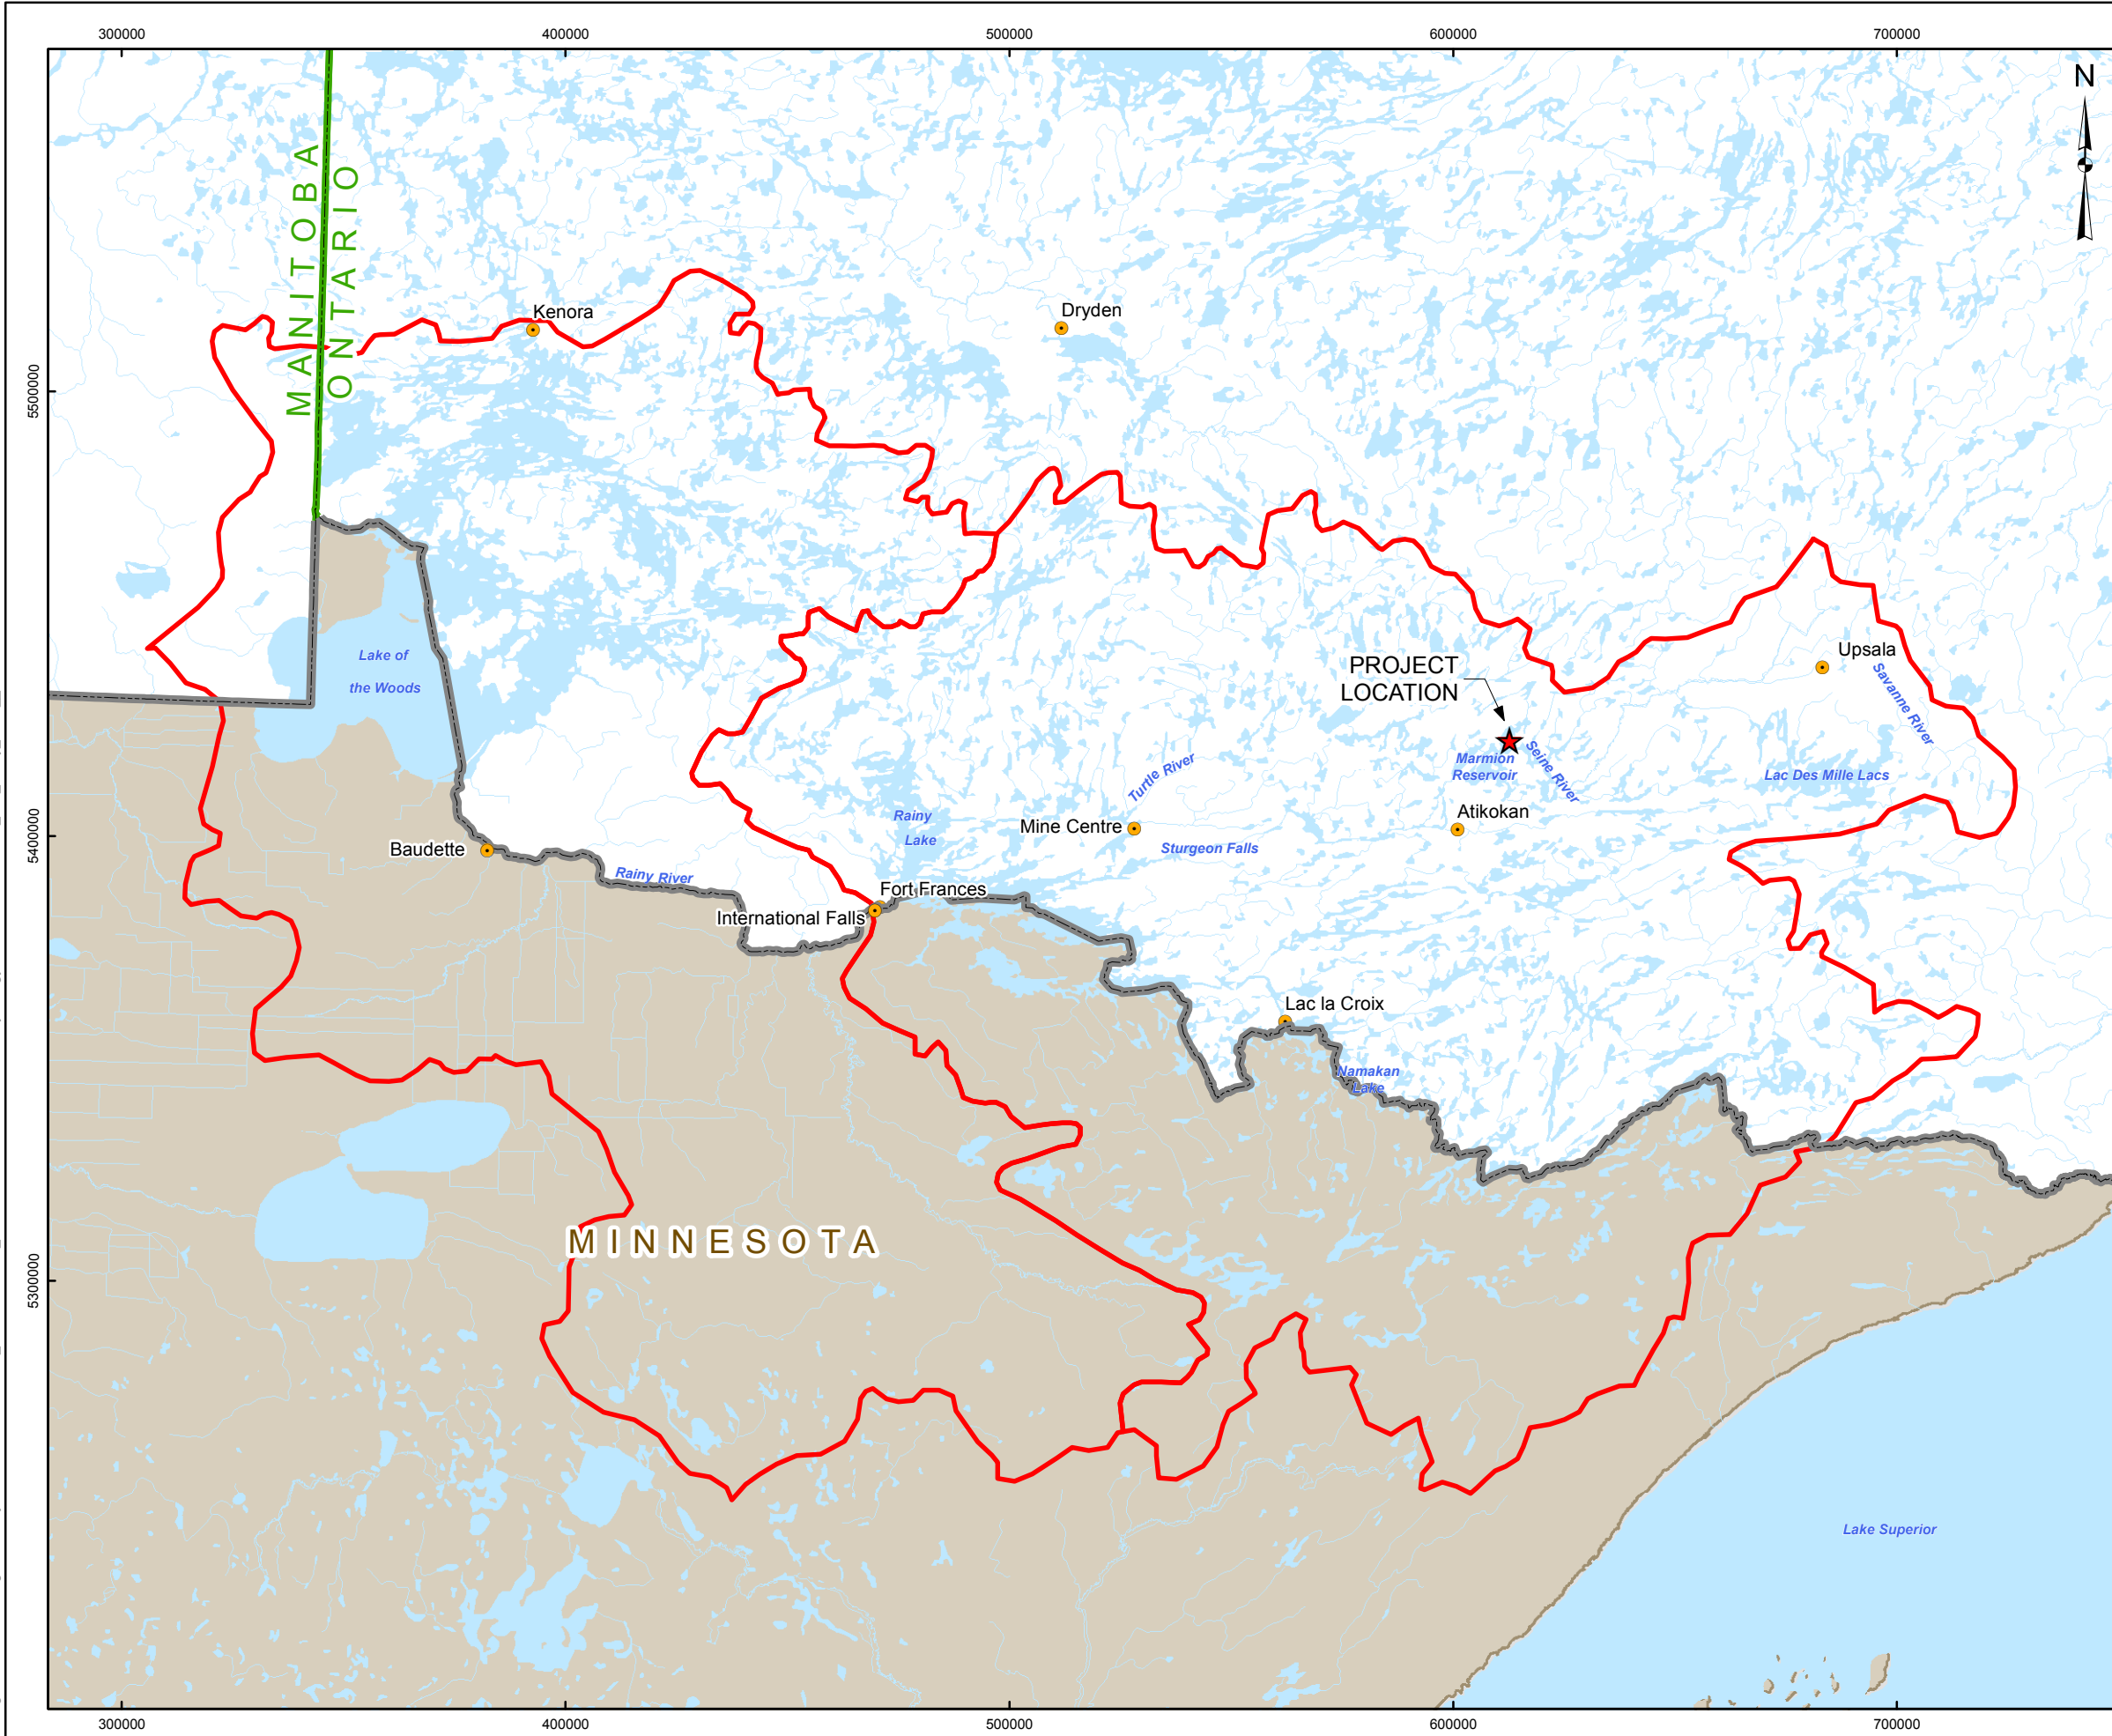 300000
400000
500000
600000
700000
N
MANITOBA
ONTARIO
Kenora
Dryden
5500000
Upsala
Lake of
the Woods
PROJECT
LOCATION
Savanne River
Marmion
Reservoir
Seine River
Lac Des Mille Lacs
Turtle River
Rainy
Lake
Mine Centre
Atikokan
5400000
Baudette
Sturgeon Falls
Rainy River
Fort Frances
International Falls
Lac la Croix
Namakan
Lake
MINNESOTA
5300000
Lake Superior
300000
400000
500000
600000
700000